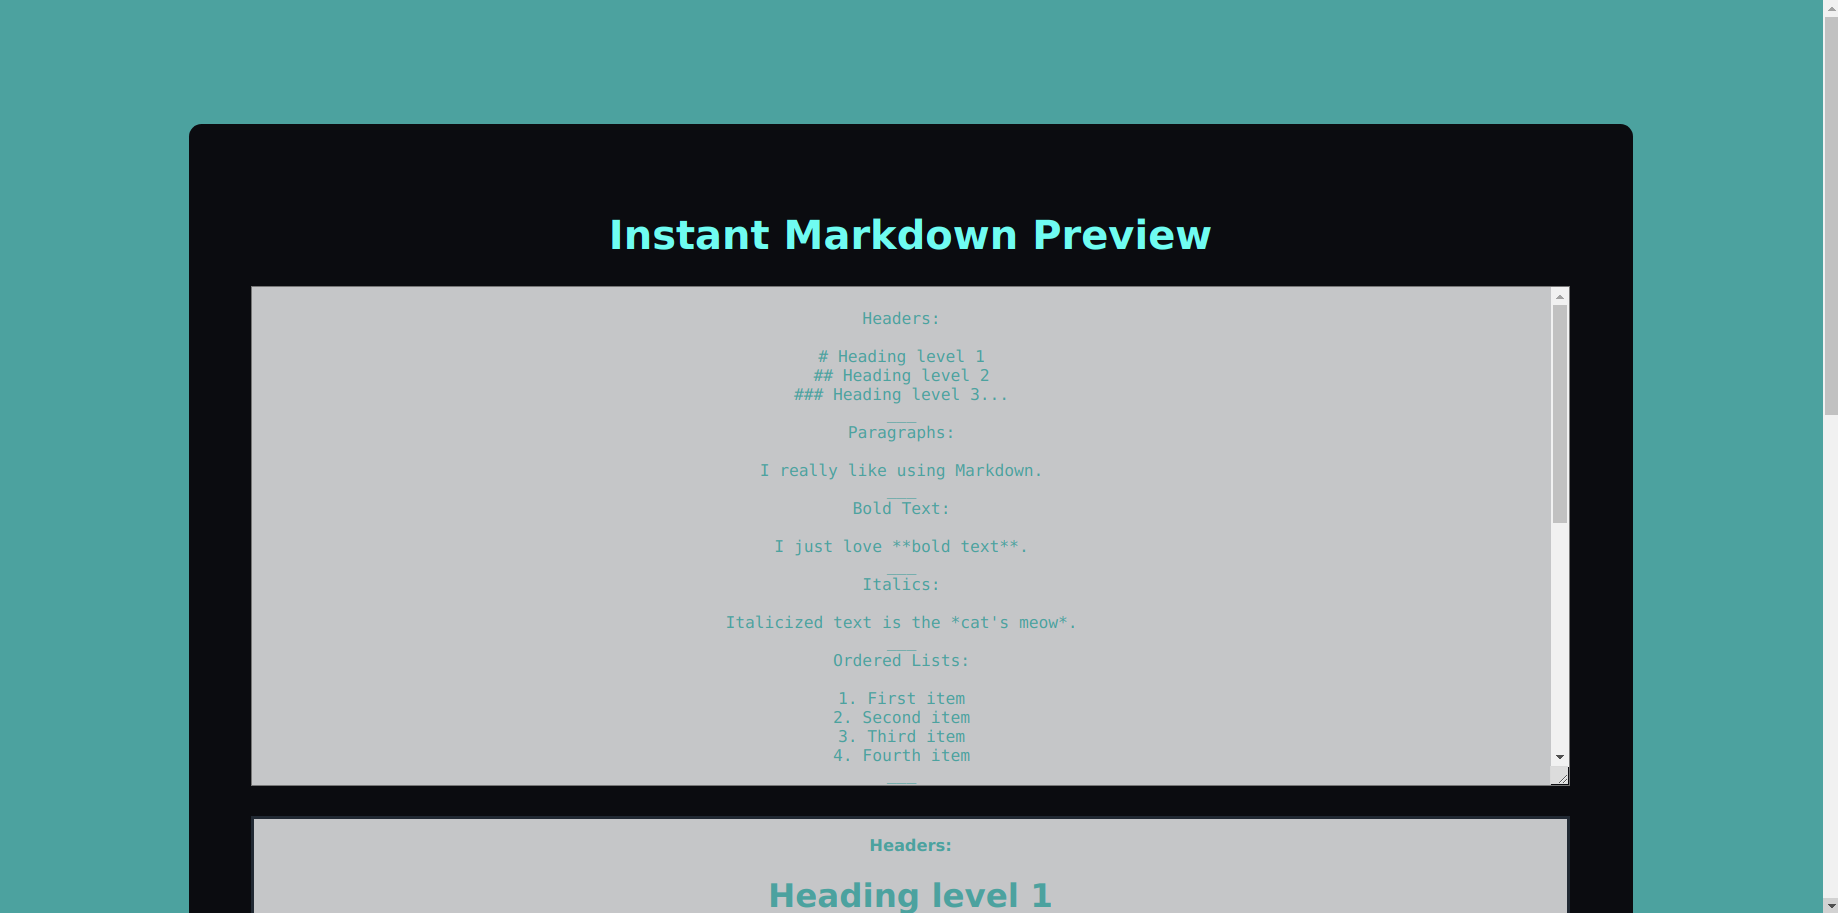 Instant Markdown Preview
Headers:
# Heading level 1
## Heading level 2
### Heading level 3...
___
Paragraphs:
I really like using Markdown.
___
Bold Text:
I just love **bold text**.
___
Italics:
Italicized text is the *cat's meow*.
___
Ordered Lists:
1. First item
2. Second item
3. Third item
4. Fourth item
___
Headers:
Heading level 1